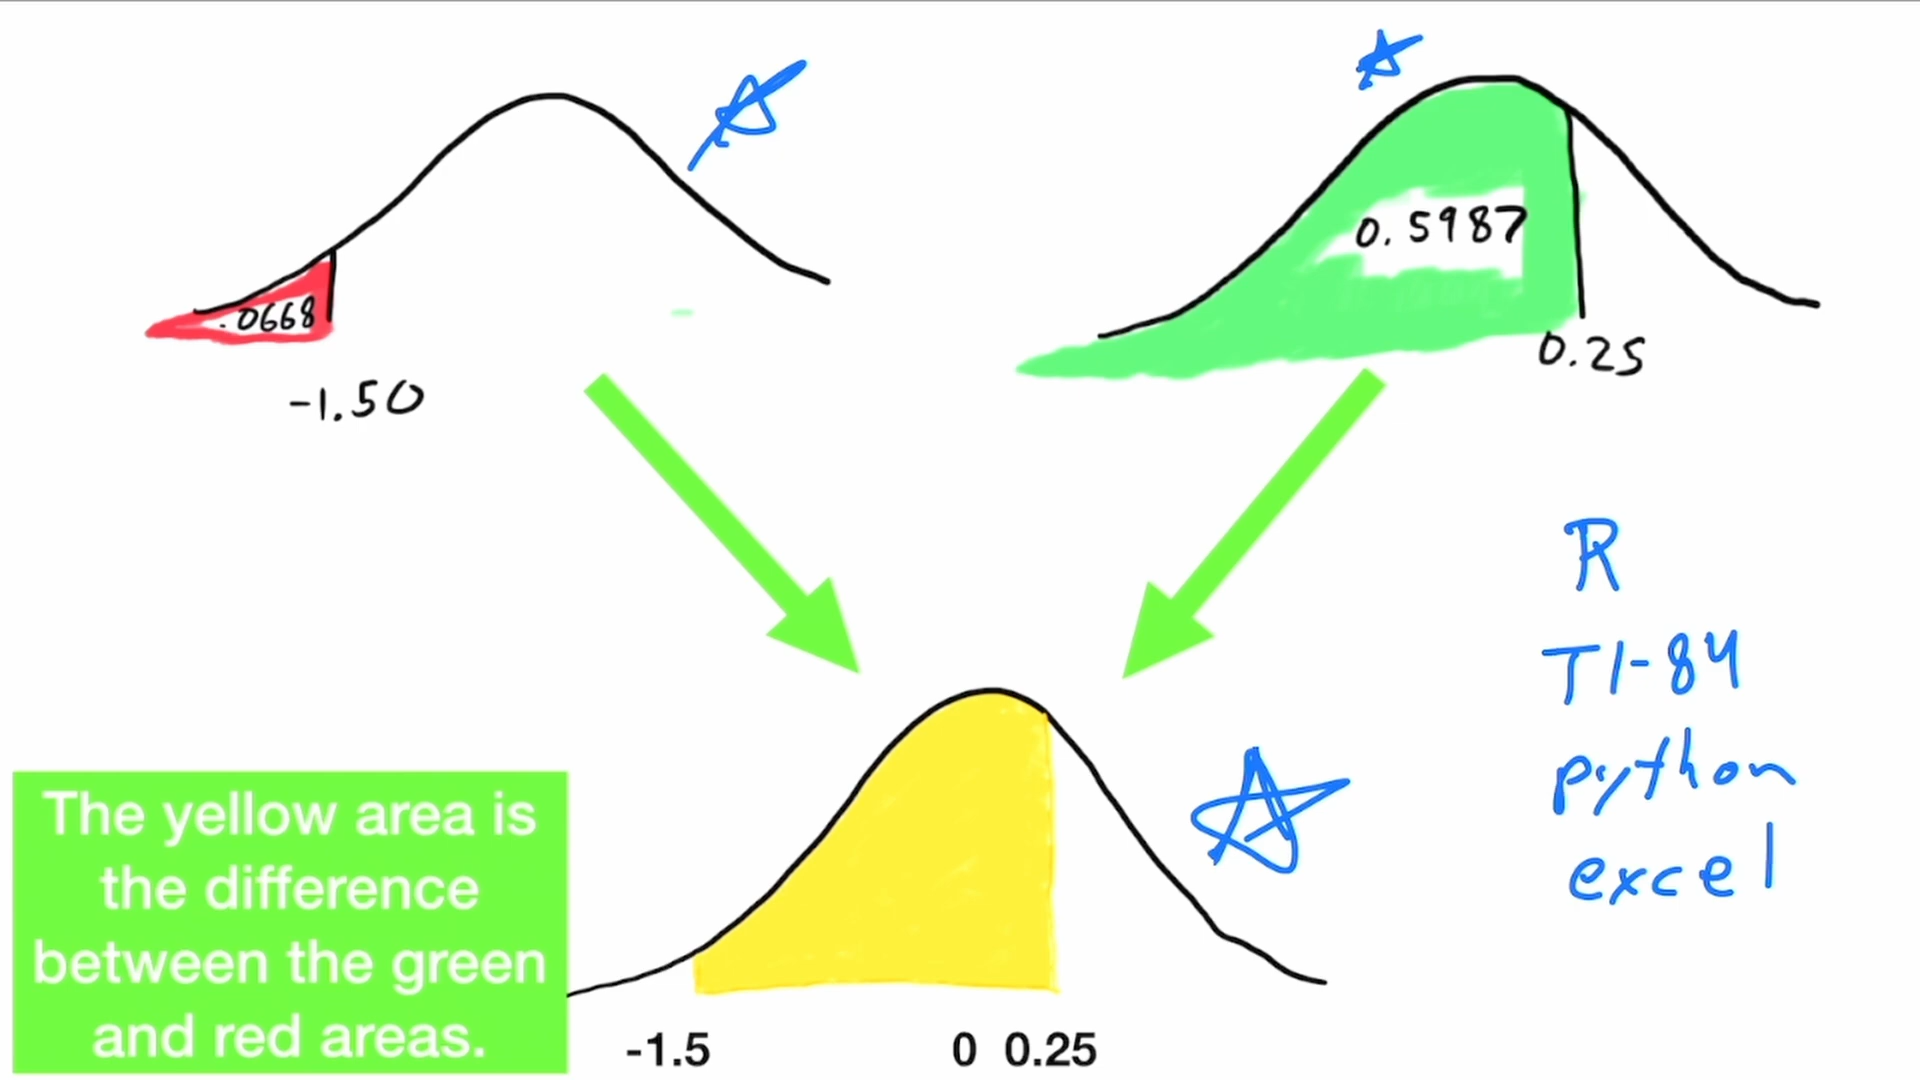 .0668
-1.50
0.5987
0.25
R
TI-84
python
excel
The yellow area is
the difference
between the green
and red areas.
-1.5 0 0.25